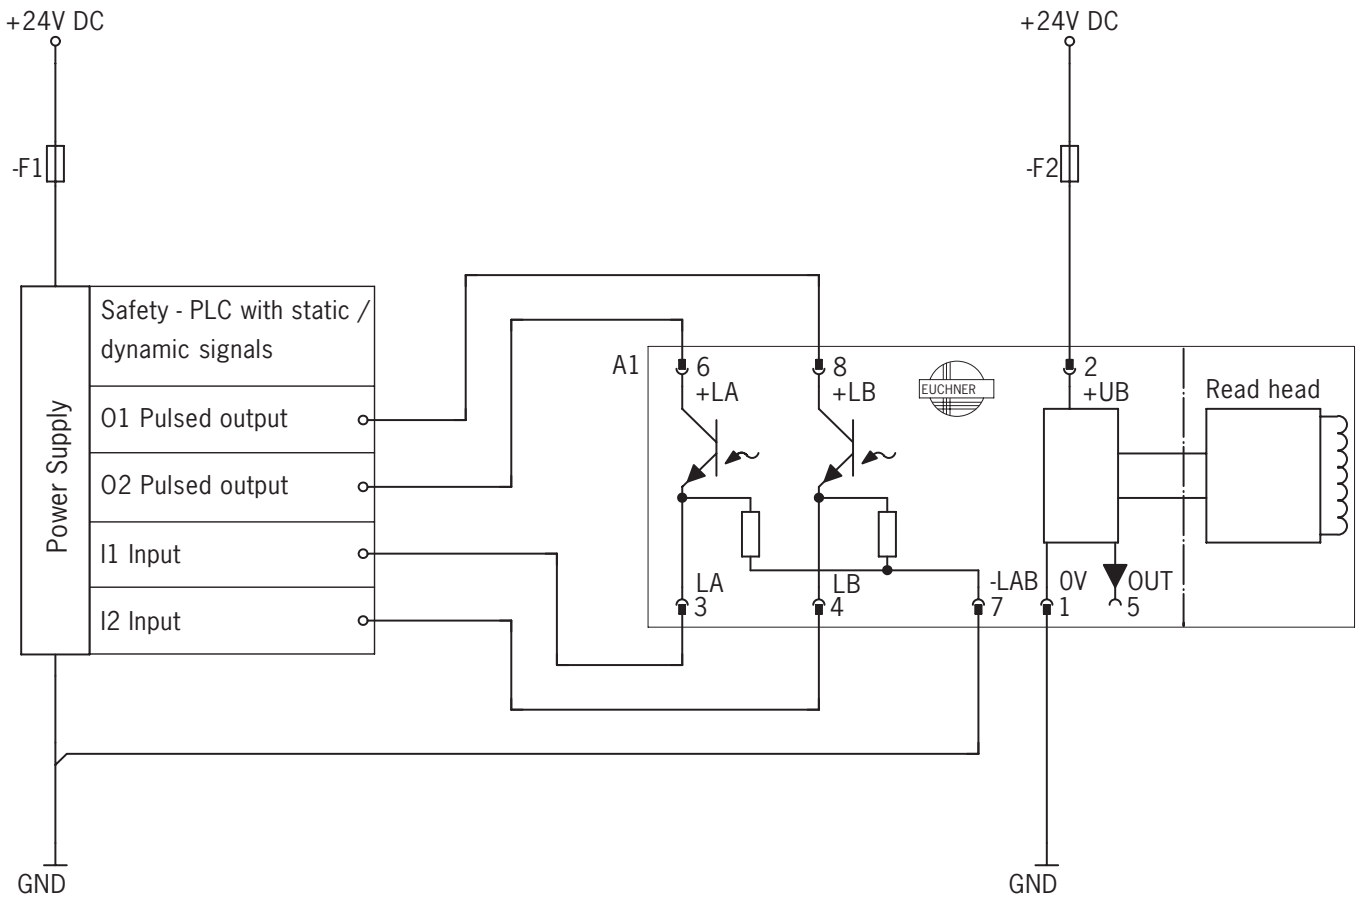 +24V DC
+24V DC
-F1
-F2
Safety - PLC with static /
dynamic signals
Power Supply
O1 Pulsed output
O2 Pulsed output
I1 Input
I2 Input
A1
6
+LA
8
+LB
EUCHNER
2
+UB
Read head
LA
3
LB
4
-LAB
7
0V
1
OUT
5
GND
GND